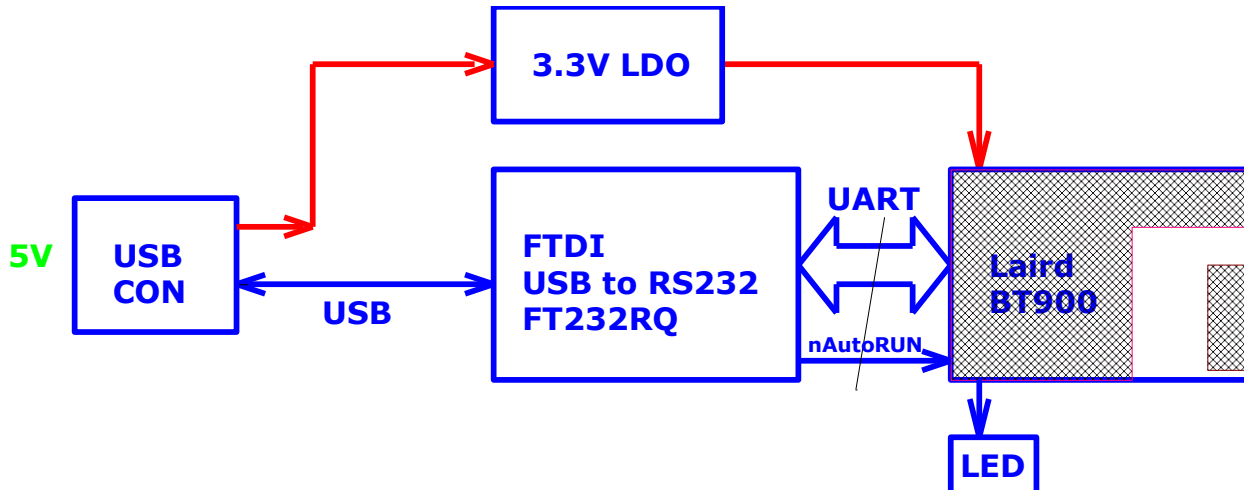 3.3V LDO
5V
USB
CON
USB
FTDI
USB to RS232
FT232RQ
UART
nAutoRUN
Laird
BT900
LED